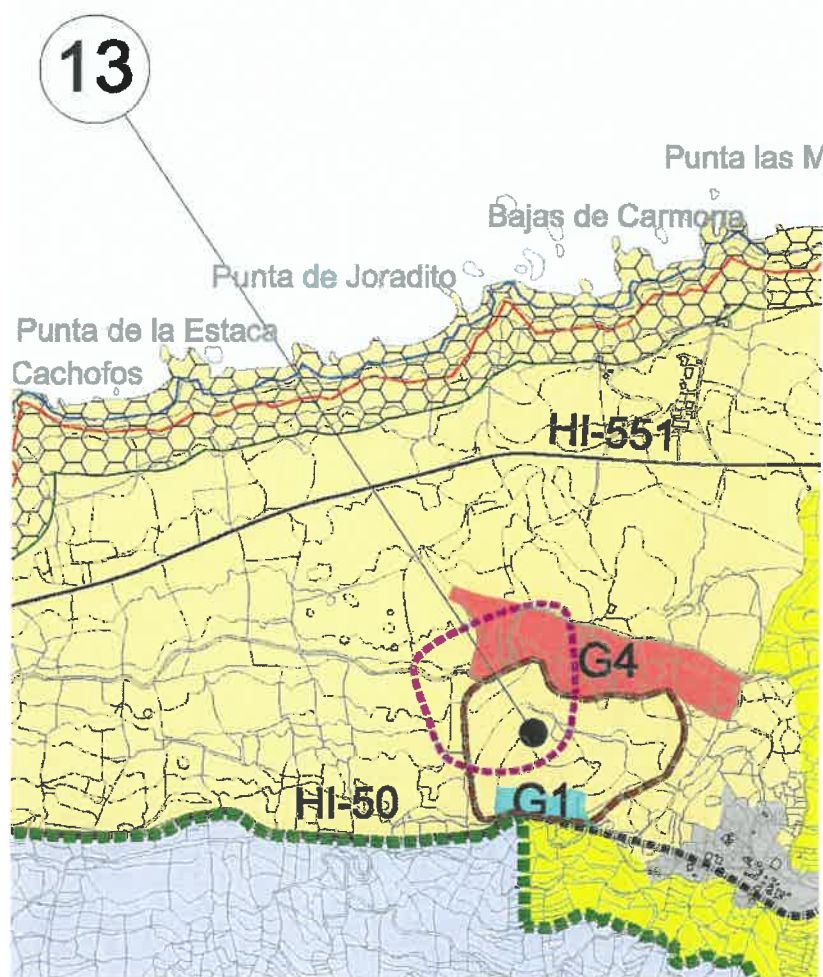 13
Punta las M
Bajas de Carmona
Punta de Joradito
Punta de la Estaca
Cachofos
HI-551
G4
HI-50
G1